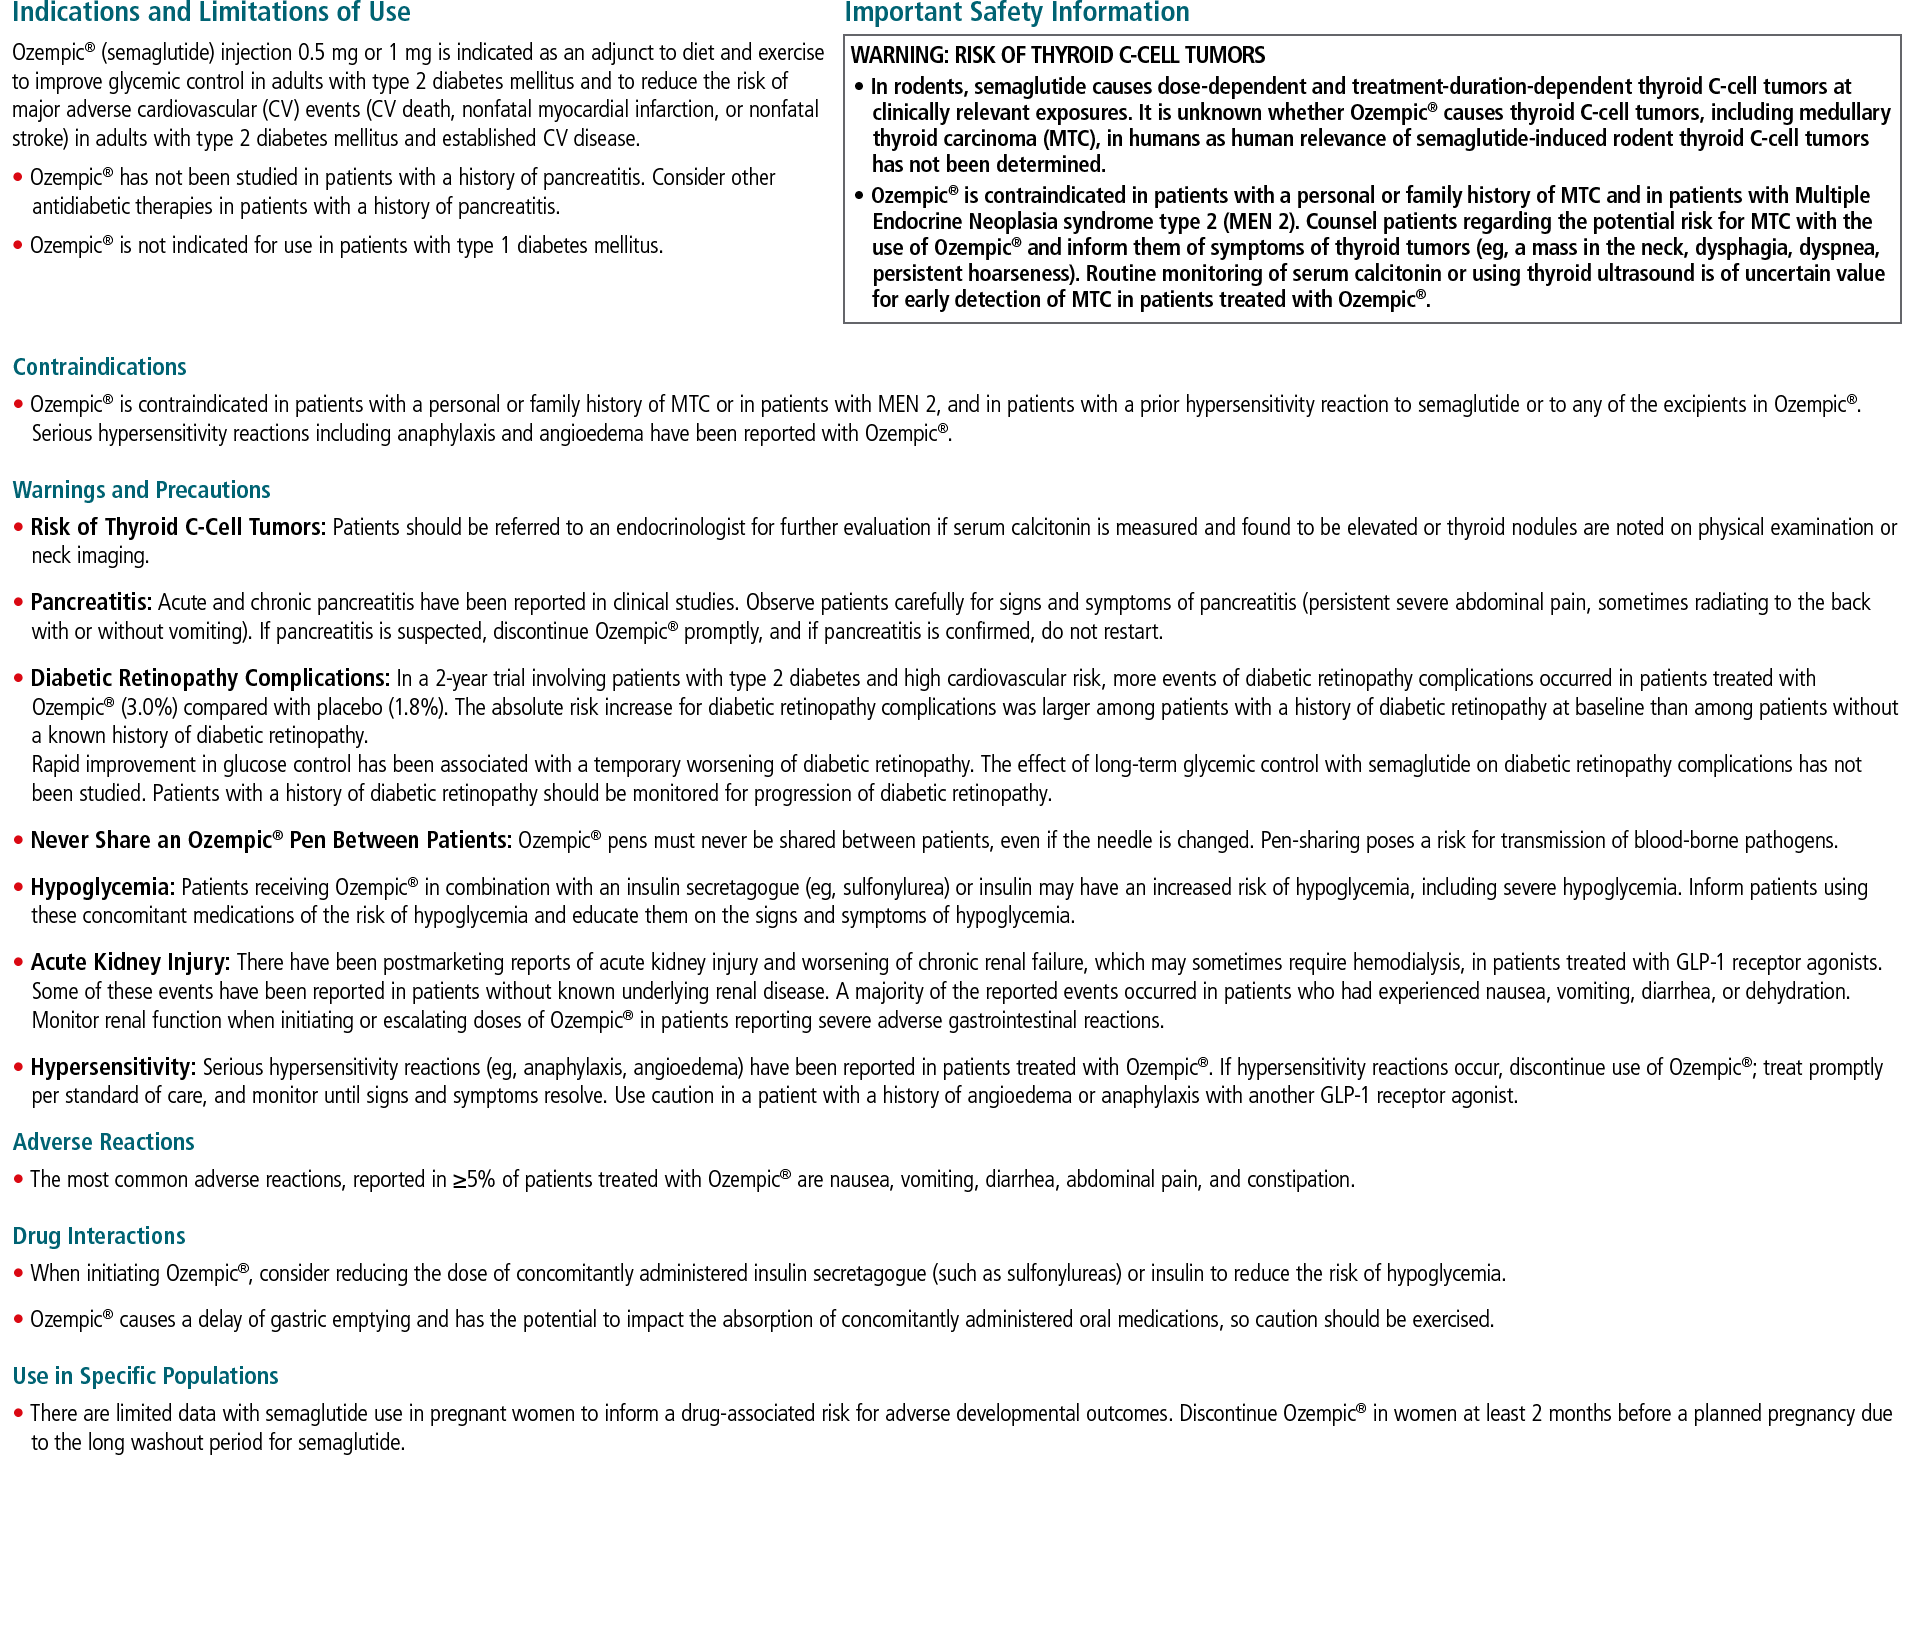 Indications and Limitations of Use
Ozempic® (semaglutide) injection 0.5 mg or 1 mg is indicated as an adjunct to diet and exercise
to improve glycemic control in adults with type 2 diabetes mellitus and to reduce the risk of
major adverse cardiovascular (CV) events (CV death, nonfatal myocardial infarction, or nonfatal
stroke) in adults with type 2 diabetes mellitus and established CV disease.
• Ozempic® has not been studied in patients with a history of pancreatitis. Consider other
antidiabetic therapies in patients with a history of pancreatitis.
• Ozempic® is not indicated for use in patients with type 1 diabetes mellitus.
Important Safety Information
WARNING: RISK OF THYROID C-CELL TUMORS
• In rodents, semaglutide causes dose-dependent and treatment-duration-dependent thyroid C-cell tumors at
clinically relevant exposures. It is unknown whether Ozempic® causes thyroid C-cell tumors, including medullary
thyroid carcinoma (MTC), in humans as human relevance of semaglutide-induced rodent thyroid C-cell tumors
has not been determined.
• Ozempic® is contraindicated in patients with a personal or family history of MTC and in patients with Multiple
Endocrine Neoplasia syndrome type 2 (MEN 2). Counsel patients regarding the potential risk for MTC with the
use of Ozempic® and inform them of symptoms of thyroid tumors (eg, a mass in the neck, dysphagia, dyspnea,
persistent hoarseness). Routine monitoring of serum calcitonin or using thyroid ultrasound is of uncertain value
for early detection of MTC in patients treated with Ozempic®.
Contraindications
• Ozempic® is contraindicated in patients with a personal or family history of MTC or in patients with MEN 2, and in patients with a prior hypersensitivity reaction to semaglutide or to any of the excipients in Ozempic®.
Serious hypersensitivity reactions including anaphylaxis and angioedema have been reported with Ozempic®.
Warnings and Precautions
• Risk of Thyroid C-Cell Tumors: Patients should be referred to an endocrinologist for further evaluation if serum calcitonin is measured and found to be elevated or thyroid nodules are noted on physical examination or
neck imaging.
• Pancreatitis: Acute and chronic pancreatitis have been reported in clinical studies. Observe patients carefully for signs and symptoms of pancreatitis (persistent severe abdominal pain, sometimes radiating to the back
with or without vomiting). If pancreatitis is suspected, discontinue Ozempic® promptly, and if pancreatitis is confirmed, do not restart.
• Diabetic Retinopathy Complications: In a 2-year trial involving patients with type 2 diabetes and high cardiovascular risk, more events of diabetic retinopathy complications occurred in patients treated with
Ozempic® (3.0%) compared with placebo (1.8%). The absolute risk increase for diabetic retinopathy complications was larger among patients with a history of diabetic retinopathy at baseline than among patients without
a known history of diabetic retinopathy.
Rapid improvement in glucose control has been associated with a temporary worsening of diabetic retinopathy. The effect of long-term glycemic control with semaglutide on diabetic retinopathy complications has not
been studied. Patients with a history of diabetic retinopathy should be monitored for progression of diabetic retinopathy.
• Never Share an Ozempic® Pen Between Patients: Ozempic® pens must never be shared between patients, even if the needle is changed. Pen-sharing poses a risk for transmission of blood-borne pathogens.
• Hypoglycemia: Patients receiving Ozempic® in combination with an insulin secretagogue (eg, sulfonylurea) or insulin may have an increased risk of hypoglycemia, including severe hypoglycemia. Inform patients using
these concomitant medications of the risk of hypoglycemia and educate them on the signs and symptoms of hypoglycemia.
• Acute Kidney Injury: There have been postmarketing reports of acute kidney injury and worsening of chronic renal failure, which may sometimes require hemodialysis, in patients treated with GLP-1 receptor agonists.
Some of these events have been reported in patients without known underlying renal disease. A majority of the reported events occurred in patients who had experienced nausea, vomiting, diarrhea, or dehydration.
Monitor renal function when initiating or escalating doses of Ozempic® in patients reporting severe adverse gastrointestinal reactions.
• Hypersensitivity: Serious hypersensitivity reactions (eg, anaphylaxis, angioedema) have been reported in patients treated with Ozempic®. If hypersensitivity reactions occur, discontinue use of Ozempic®; treat promptly
per standard of care, and monitor until signs and symptoms resolve. Use caution in a patient with a history of angioedema or anaphylaxis with another GLP-1 receptor agonist.
Adverse Reactions
• The most common adverse reactions, reported in ≥5% of patients treated with Ozempic® are nausea, vomiting, diarrhea, abdominal pain, and constipation.
Drug Interactions
• When initiating Ozempic®, consider reducing the dose of concomitantly administered insulin secretagogue (such as sulfonylureas) or insulin to reduce the risk of hypoglycemia.
• Ozempic® causes a delay of gastric emptying and has the potential to impact the absorption of concomitantly administered oral medications, so caution should be exercised.
Use in Specific Populations
• There are limited data with semaglutide use in pregnant women to inform a drug-associated risk for adverse developmental outcomes. Discontinue Ozempic® in women at least 2 months before a planned pregnancy due
to the long washout period for semaglutide.